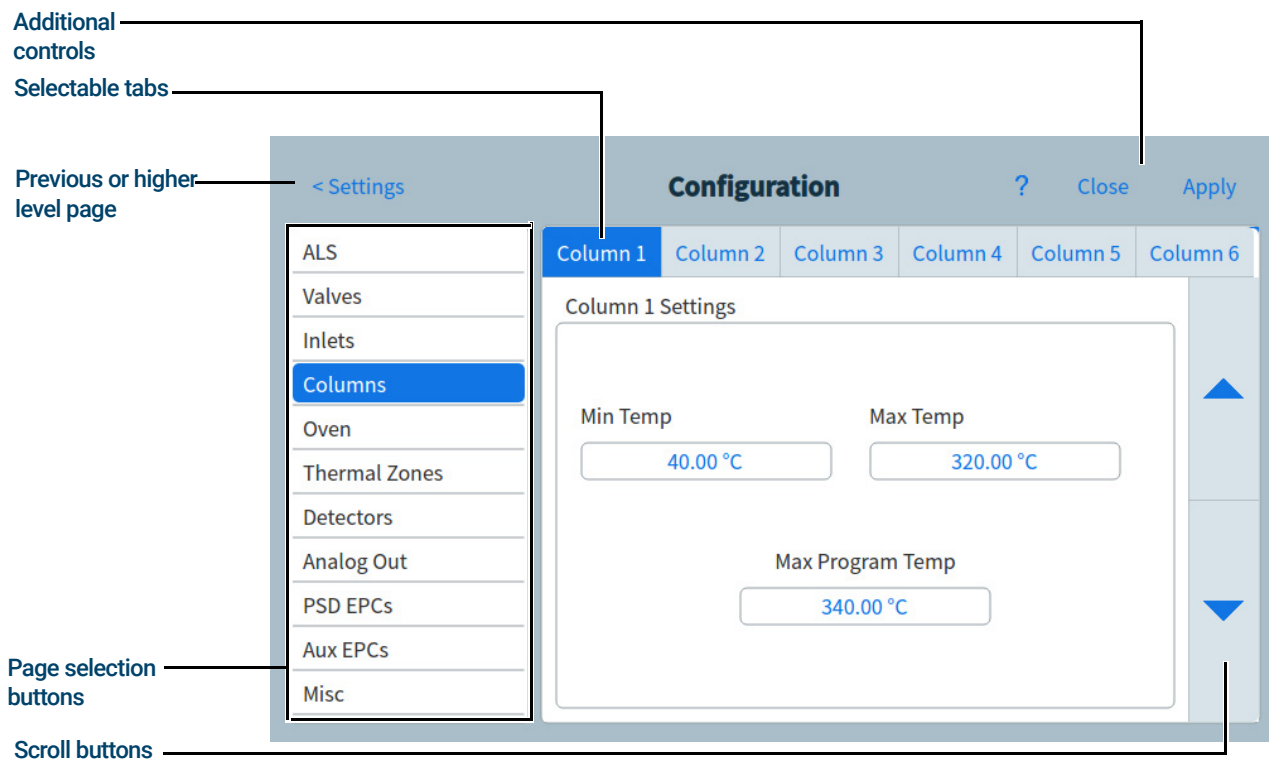 Additional
controls
Selectable tabs
Previous or higher
level page
< Settings
Configuration
?
Close
Apply
ALS
Valves
Inlets
Columns
Oven
Thermal Zones
Detectors
Analog Out
PSD EPCs
Aux EPCs
Misc
Column 1
Column 2
Column 3
Column 4
Column 5
Column 6
Column 1 Settings
Min Temp
Max Temp
40.00 °C
320.00 °C
Max Program Temp
340.00 °C
Page selection
buttons
Scroll buttons